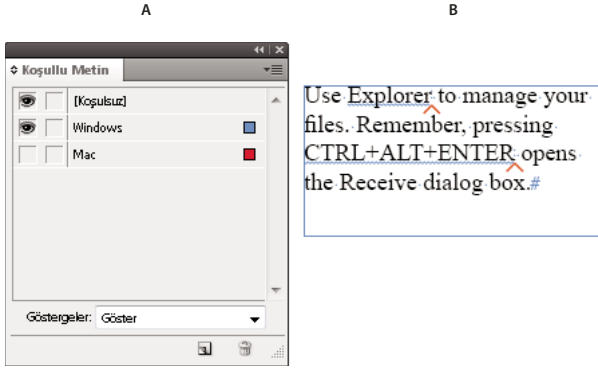 A
B
Koşullu Metin
[Koşulsuz]
Windows
Mac
Göstergeler: Göster
Use Explorer to manage your
files. Remember, pressing
CTRL+ALT+ENTER opens
the Receive dialog box.#